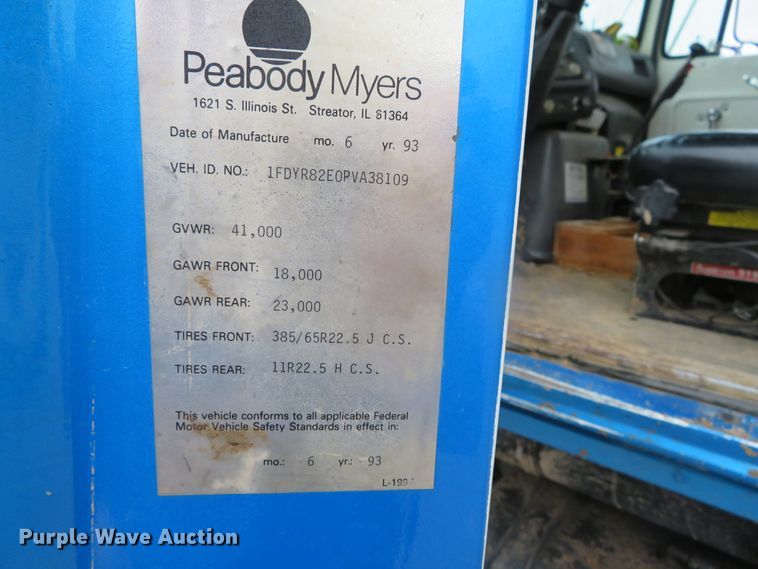 Peabody Myers
1621 S. Illinois St. Streator, IL 61364
Date of Manufacture mo. 6 yr. 93
VEH. ID. NO.: 1FDYR82E0PVA38109
GVWR: 41,000
GAWR FRONT: 18,000
GAWR REAR: 23,000
TIRES FRONT: 385/65R22.5 J C.S.
TIRES REAR: 11R22.5 H C.S.
This vehicle conforms to all applicable Federal
Motor Vehicle Safety Standards in effect in:
mo.: 6 yr.: 93
Purple Wave Auction